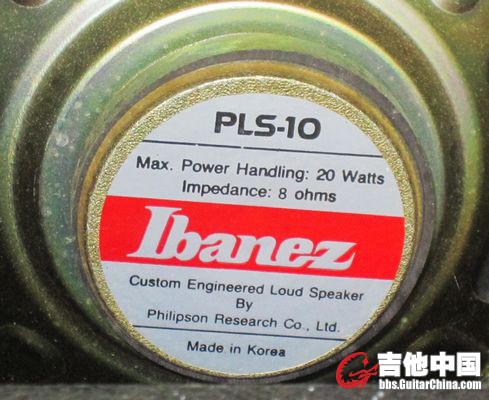 PLS-10
Max. Power Handling: 20 Watts
Impedance: 8 ohms
Ibanez
Custom Engineered Loud Speaker
By
Philipson Research Co., Ltd.
Made in Korea
吉他中国
bbs.GuitarChina.com